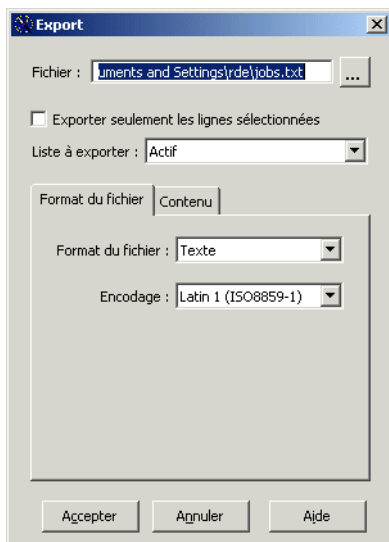 Export
Fichier : uments and Settings\rde\jobs.txt ...
Exporter seulement les lignes sélectionnées
Liste à exporter : Actif
Format du fichier Contenu
Format du fichier : Texte
Encodage : Latin 1 (ISO8859-1)
Accepter Annuler Aide